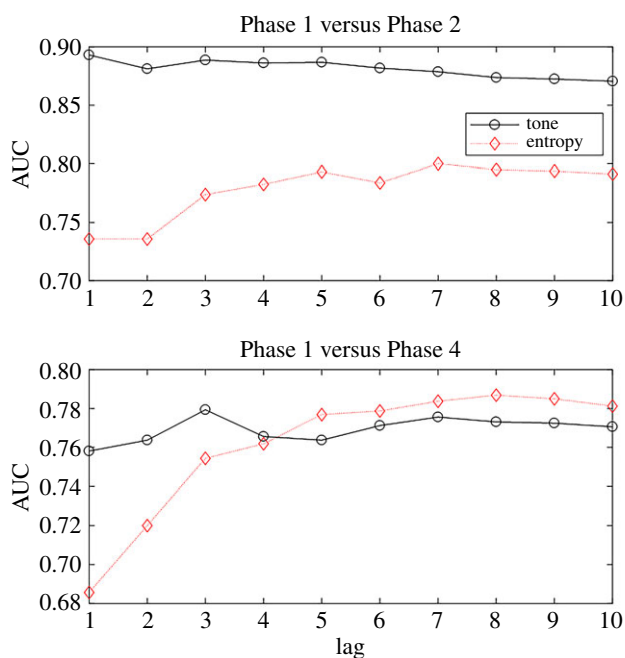 Phase 1 versus Phase 2
0.90
0.85
0.80
0.75
0.70
AUC
tone
entropy
1 2 3 4 5 6 7 8 9 10
Phase 1 versus Phase 4
0.80
0.78
0.76
0.74
0.72
0.70
0.68
AUC
1 2 3 4 5 6 7 8 9 10
lag